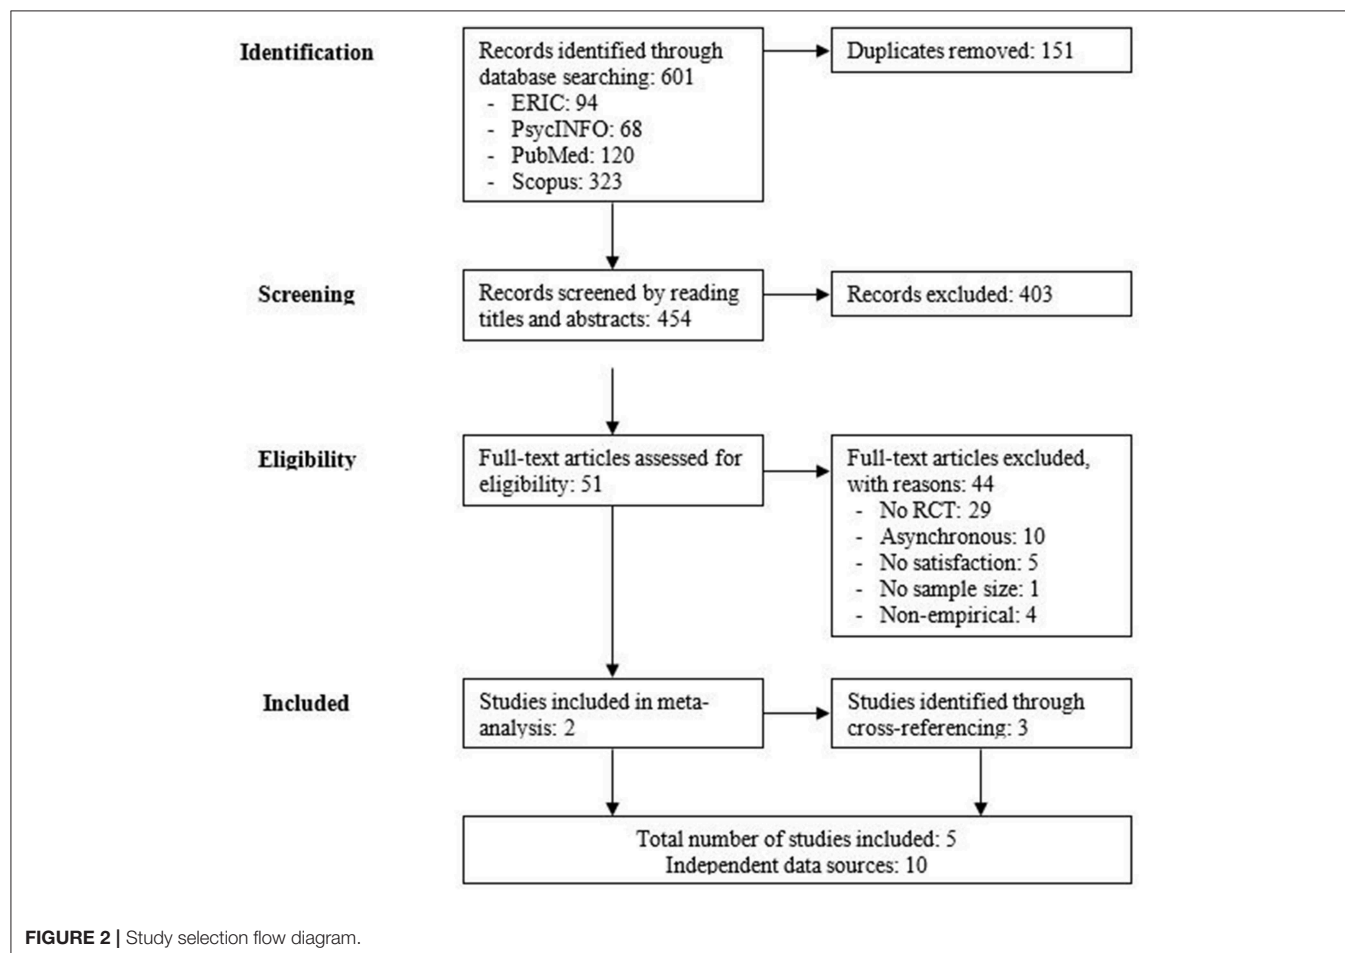 Identification
Records identified through
database searching: 601
- ERIC: 94
- PsycINFO: 68
- PubMed: 120
- Scopus: 323
Duplicates removed: 151
Screening
Records screened by reading
titles and abstracts: 454
Records excluded: 403
Eligibility
Full-text articles assessed for
eligibility: 51
Full-text articles excluded,
with reasons: 44
- No RCT: 29
- Asynchronous: 10
- No satisfaction: 5
- No sample size: 1
- Non-empirical: 4
Included
Studies included in meta-
analysis: 2
Studies identified through
cross-referencing: 3
Total number of studies included: 5
Independent data sources: 10
FIGURE 2 | Study selection flow diagram.